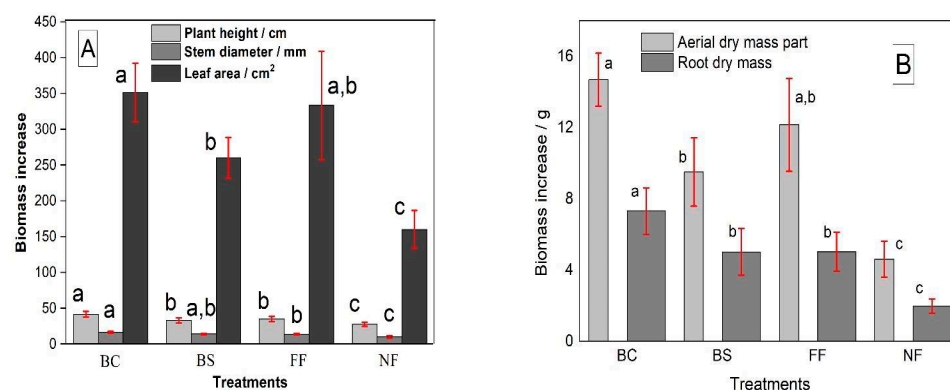 A
Plant height / cm
Stem diameter / mm
Leaf area / cm²
Biomass increase
450
400
350
300
250
200
150
100
50
0
a
a
a
b
a,b
b
b
b
a,b
c
c
c
BC
BS
FF
NF
Treatments
B
Aerial dry mass part
Root dry mass
Biomass increase / g
16
12
8
4
0
a
a
b
b
a,b
b
c
c
BC
BS
FF
NF
Treatments